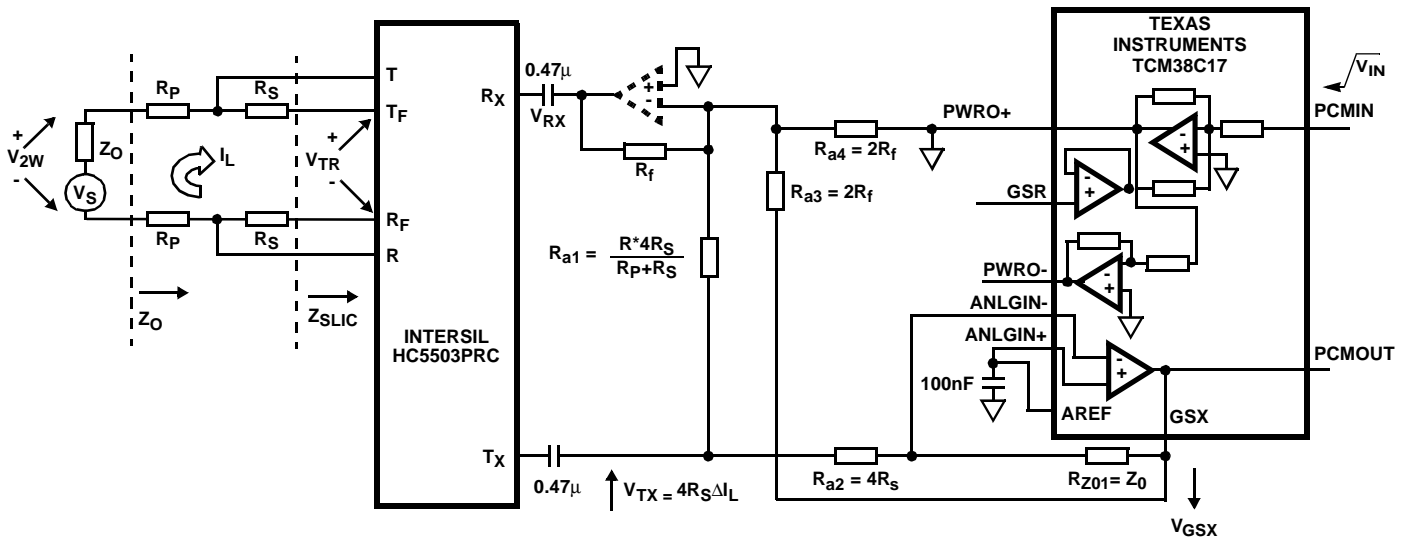 TEXAS
INSTRUMENTS
TCM38C17
√VIN
PCMIN
PWRO+
GSR
PWRO-
ANLGIN-
ANLGIN+
100nF
AREF
GSX
PCMOUT
RZ01= Z0
VGSX
Ra4 = 2Rf
Ra3 = 2Rf
Ra2 = 4Rs
Ra1 = R*4RS
RP+RS
0.47μ
VRX
Rf
+
-
RX
T
TF
RF
R
INTERSIL
HC5503PRC
TX
0.47μ
VTX = 4RSΔIL
RP
RS
+
V2W
-
ZO
VS
IL
+
VTR
-
RP
RS
ZO
ZSLIC
-
+
-
+
-
+
-
+